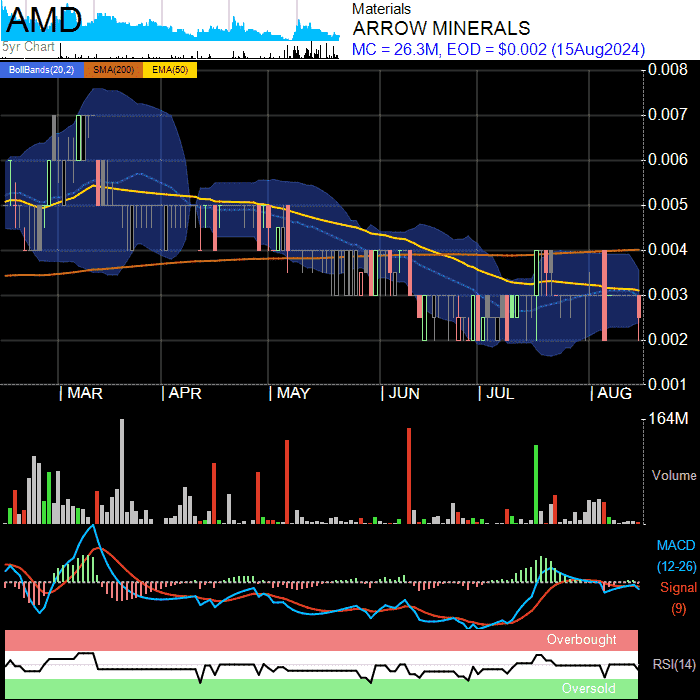 AMD
5yr Chart
Materials
ARROW MINERALS
MC = 26.3M, EOD = $0.002 (15Aug2024)
BollBands(20,2) SMA(200) EMA(50)
0.008
0.007
0.006
0.005
0.004
0.003
0.002
0.001
MAR APR MAY JUN JUL AUG
164M
Volume
MACD
(12-26)
Signal
(9)
Overbought
RSI(14)
Oversold